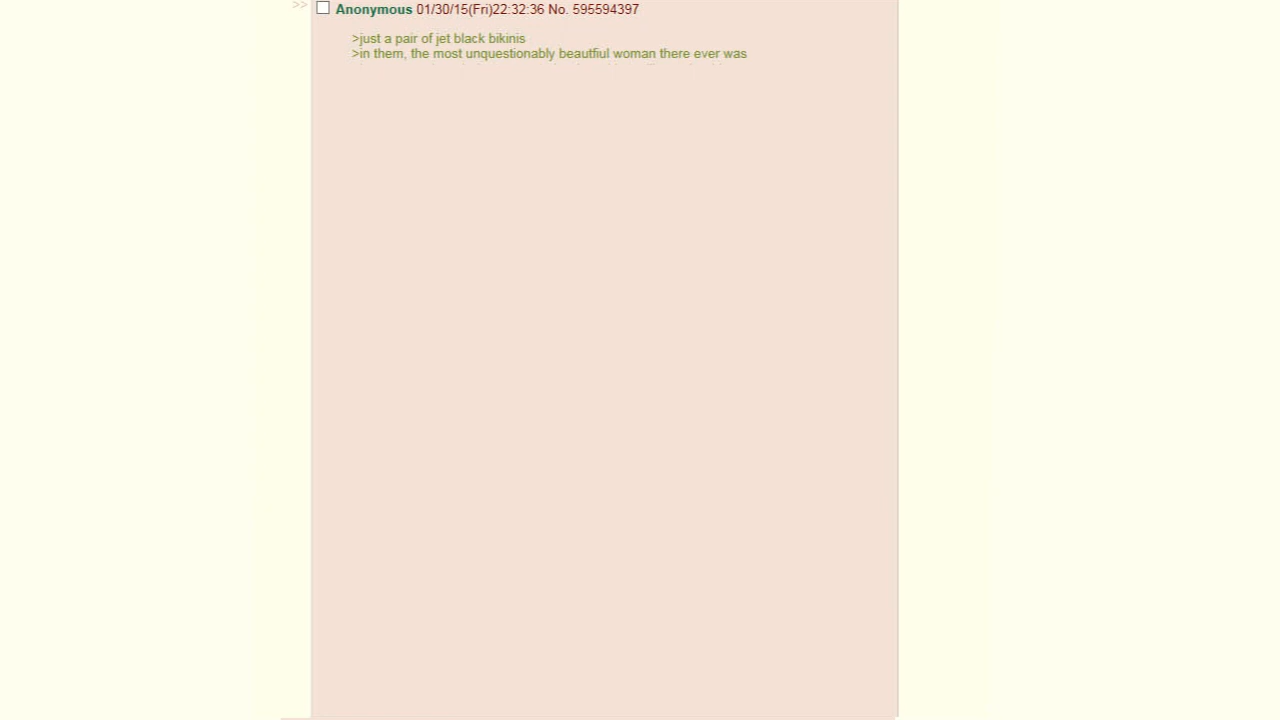 >>
Anonymous 01/30/15(Fri)22:32:36 No. 595594397
>just a pair of jet black bikinis
>in them, the most unquestionably beautfiul woman there ever was